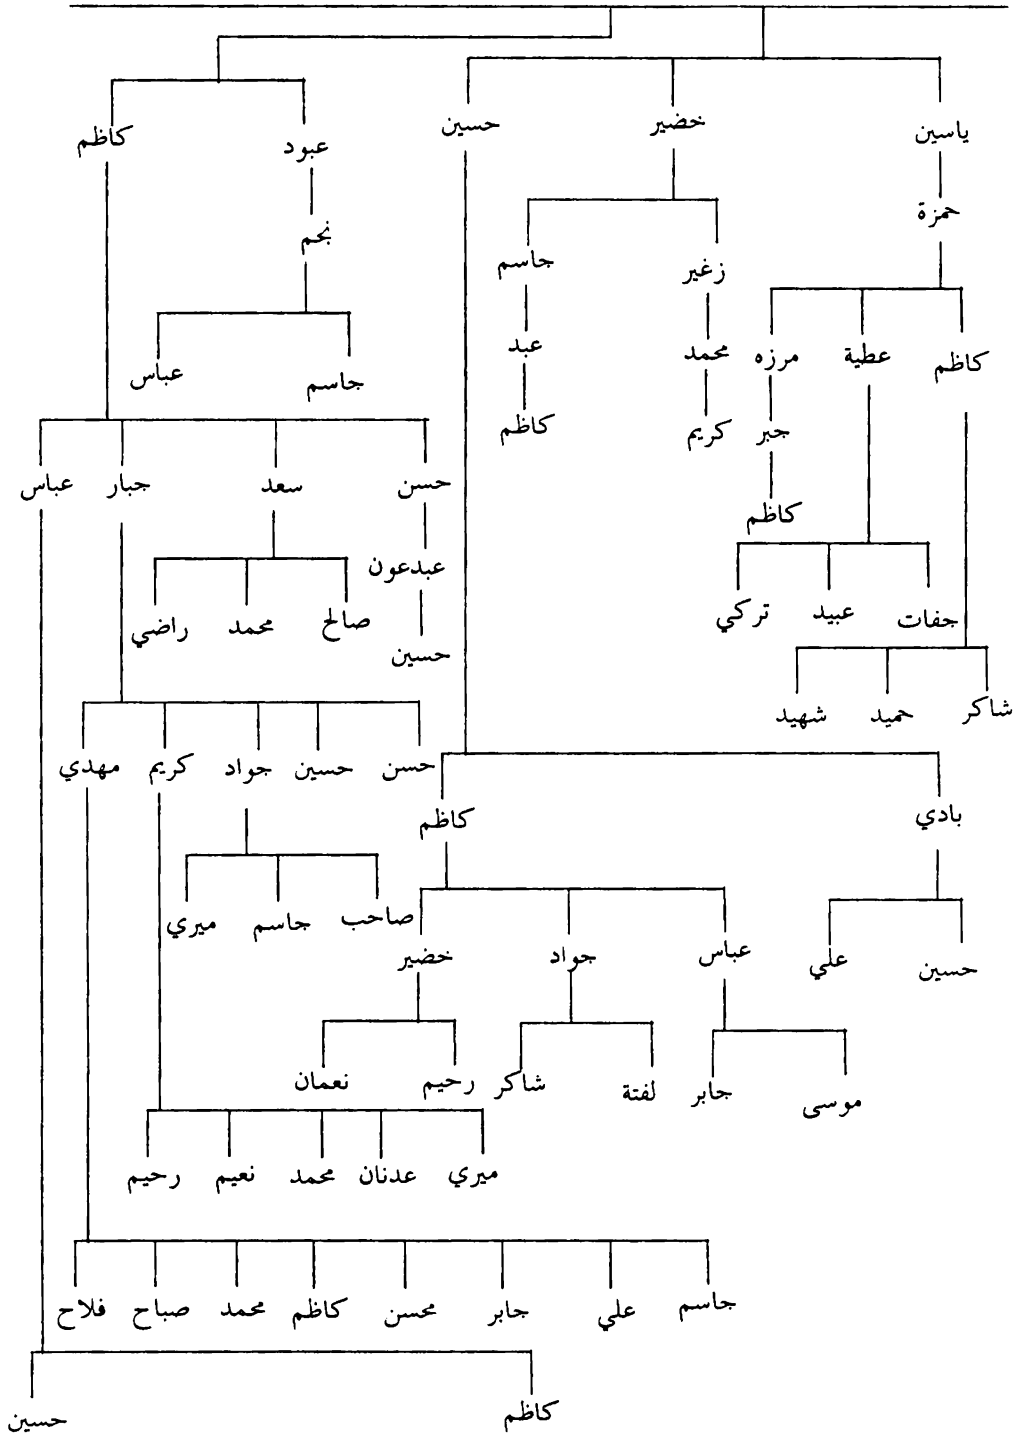 ياسين خضير حسين عبود كاظم
حمزة نجم
زغير جاسم
كاظم عطية مرزه محمد عبد جاسم عباس
جبر كريم كاظم
حسن سعد جبار عباس
كاظم
عبدعون
جفات عبيد تركي صالح محمد راضي
حسين
شاكر حميد شهيد
حسن حسين جواد كريم مهدي
بادي كاظم
صاحب جاسم ميري
حسين علي عباس جواد خضير
موسى جابر لفتة شاكر رحيم نعمان
ميري عدنان محمد نعيم رحيم
جاسم علي جابر محسن كاظم محمد صباح فلاح
كاظم حسين